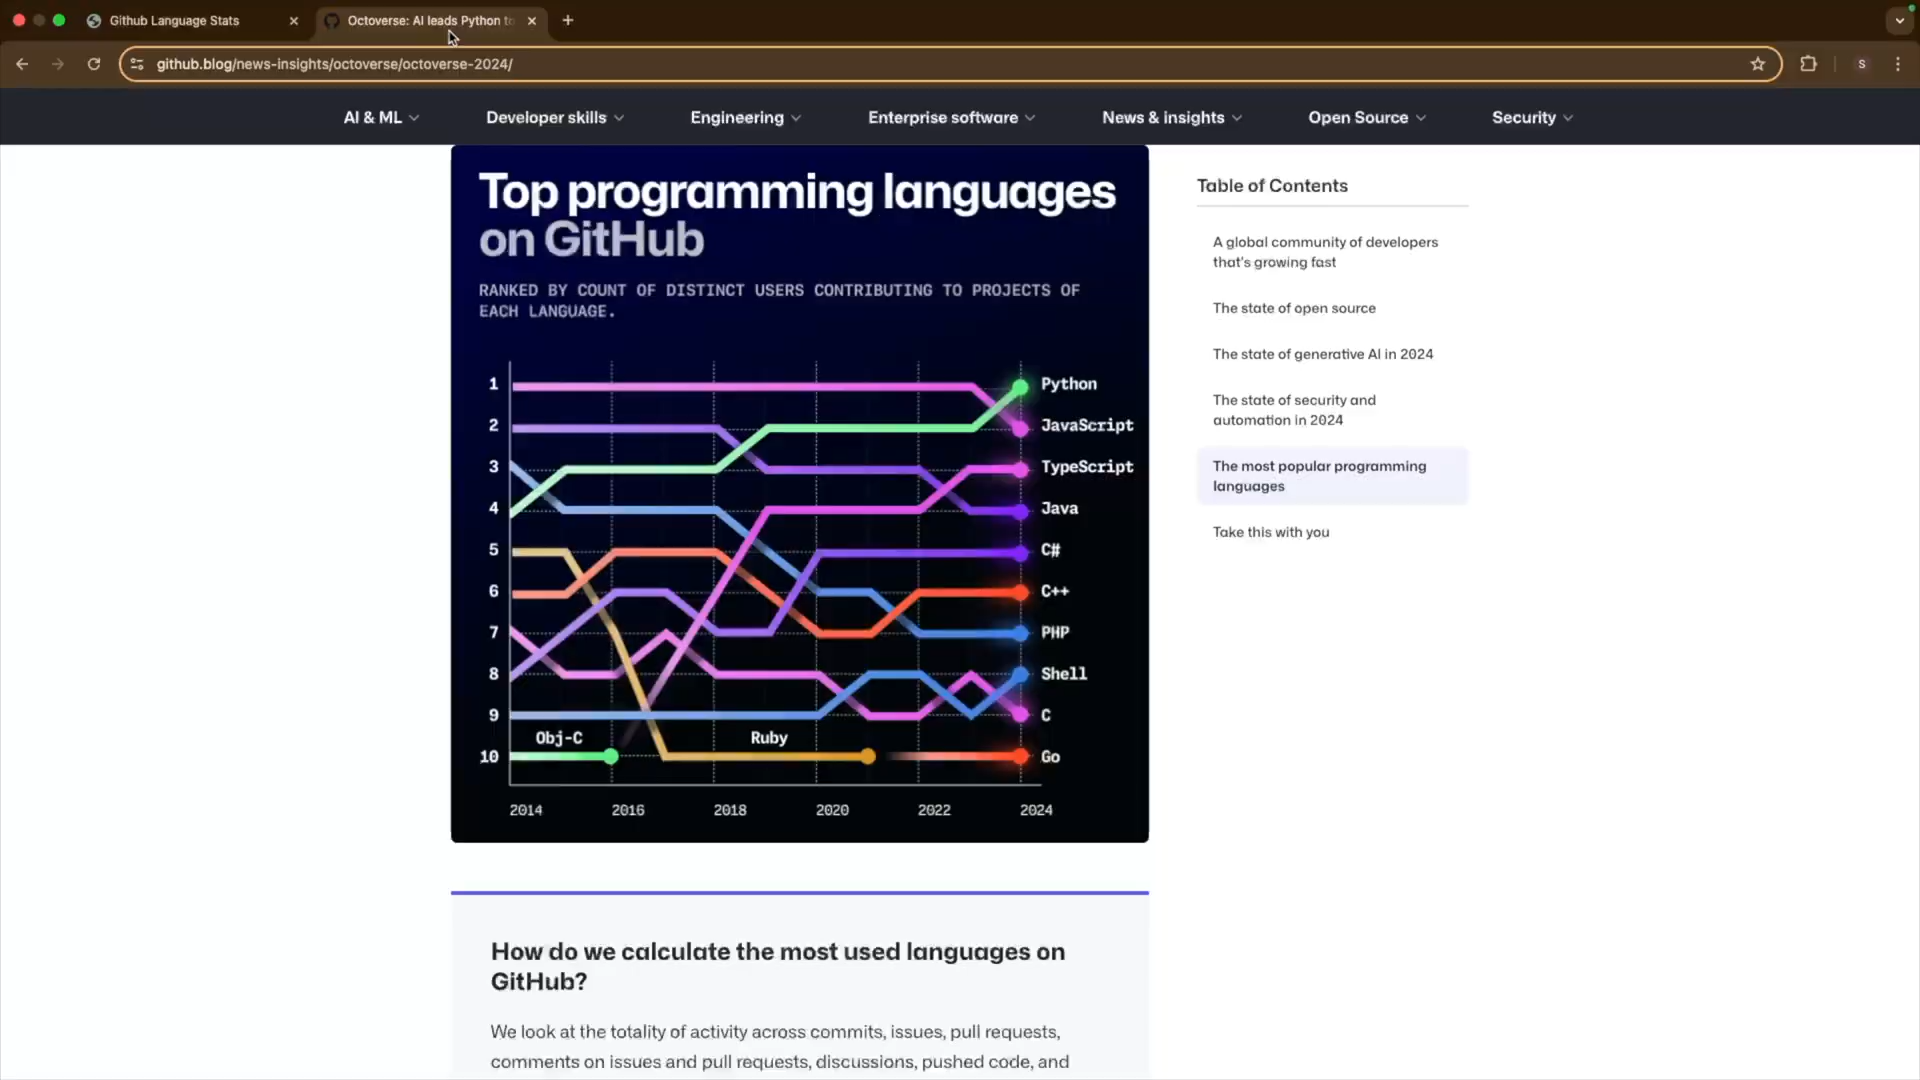 Github Language Stats
Octoverse: AI leads Python to
github.blog/news-insights/octoverse/octoverse-2024/
S
AI & ML
Developer skills
Engineering
Enterprise software
News & insights
Open Source
Security
Top programming languages
on GitHub
RANKED BY COUNT OF DISTINCT USERS CONTRIBUTING TO PROJECTS OF
EACH LANGUAGE.
1
2
3
4
5
6
7
8
9
10
Python
JavaScript
TypeScript
Java
C#
C++
PHP
Shell
C
Go
Obj-C
Ruby
2014
2016
2018
2020
2022
2024
Table of Contents
A global community of developers
that's growing fast
The state of open source
The state of generative AI in 2024
The state of security and
automation in 2024
The most popular programming
languages
Take this with you
How do we calculate the most used languages on
GitHub?
We look at the totality of activity across commits, issues, pull requests,
comments on issues and pull requests, discussions, pushed code, and